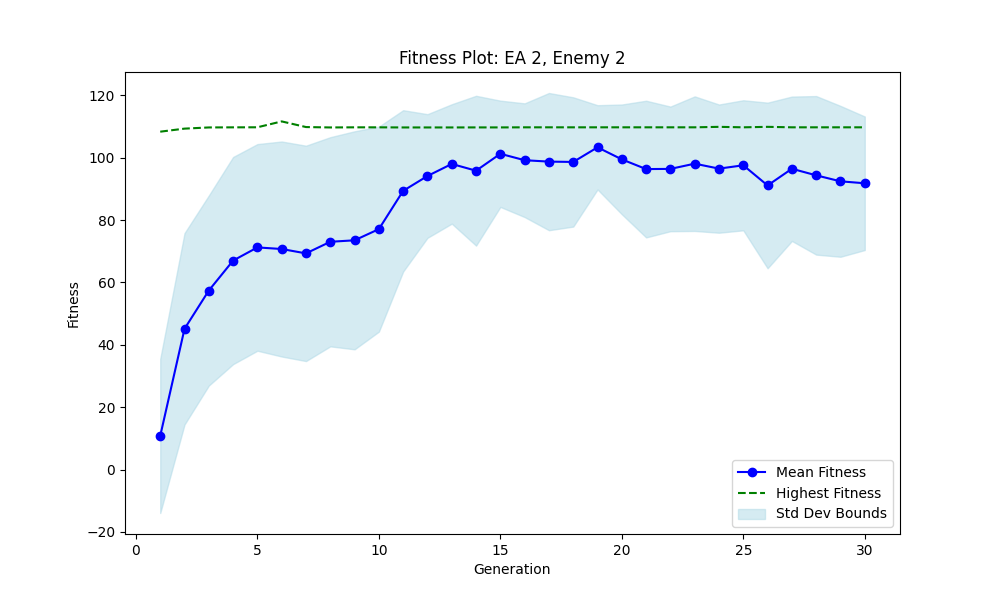 Fitness Plot: EA 2, Enemy 2
Fitness
120
100
80
60
40
20
0
−20
0 5 10 15 20 25 30
Generation
Mean Fitness
Highest Fitness
Std Dev Bounds